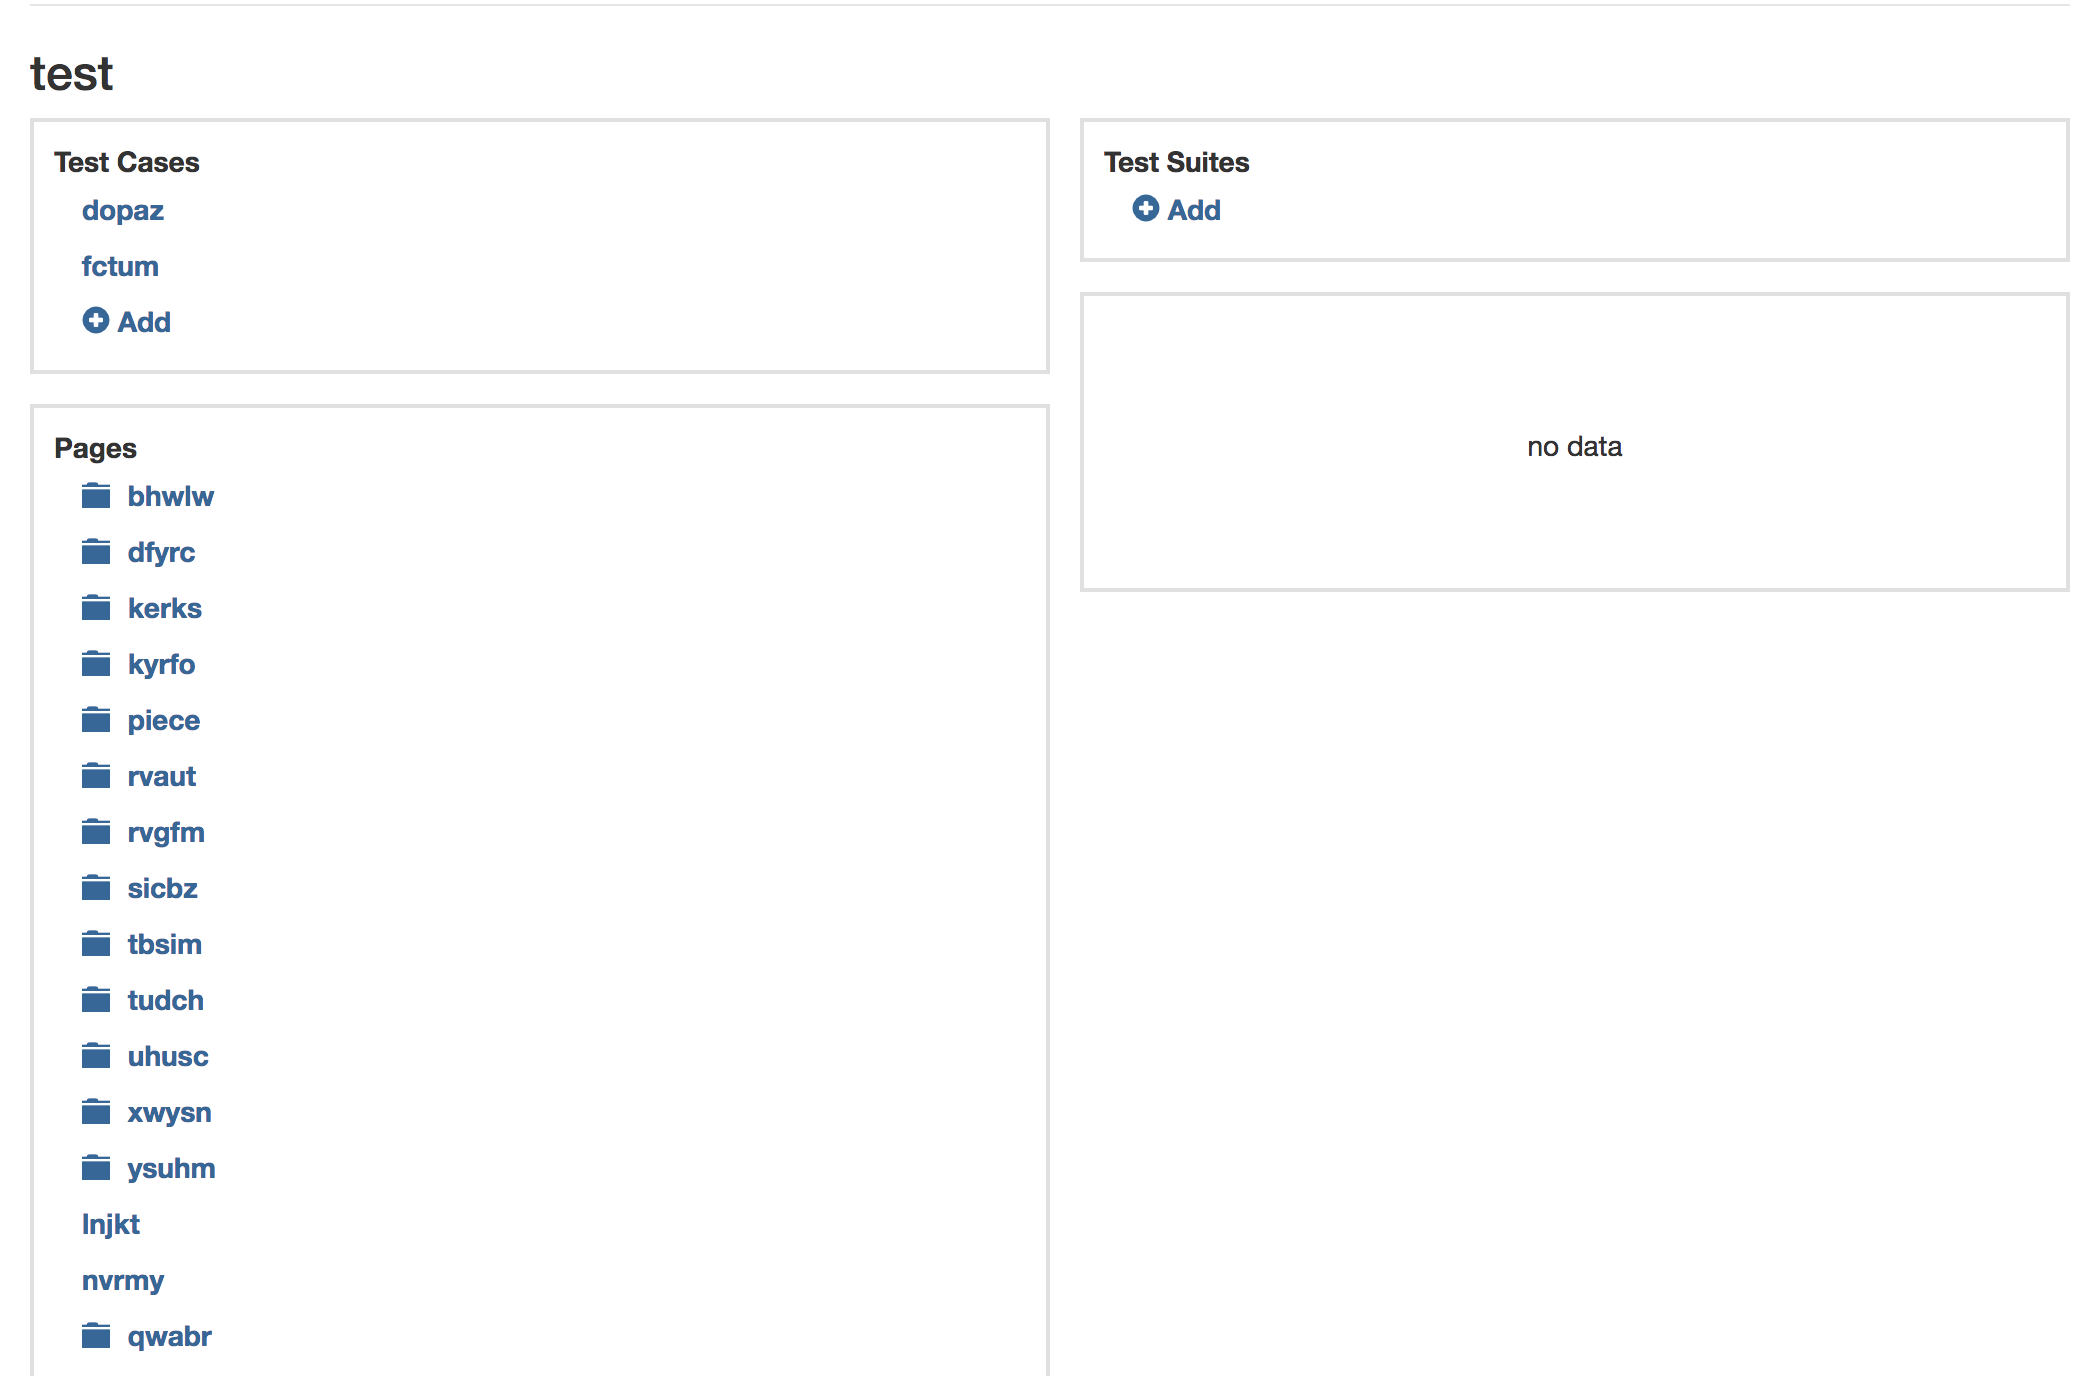 test
Test Cases
dopaz
fctum
Add
Pages
bhwlw
dfyrc
kerks
kyrfo
piece
rvaut
rvgfm
sicbz
tbsim
tudch
uhusc
xwysn
ysuhm
lnjkt
nvrmy
qwabr
Test Suites
Add
no data